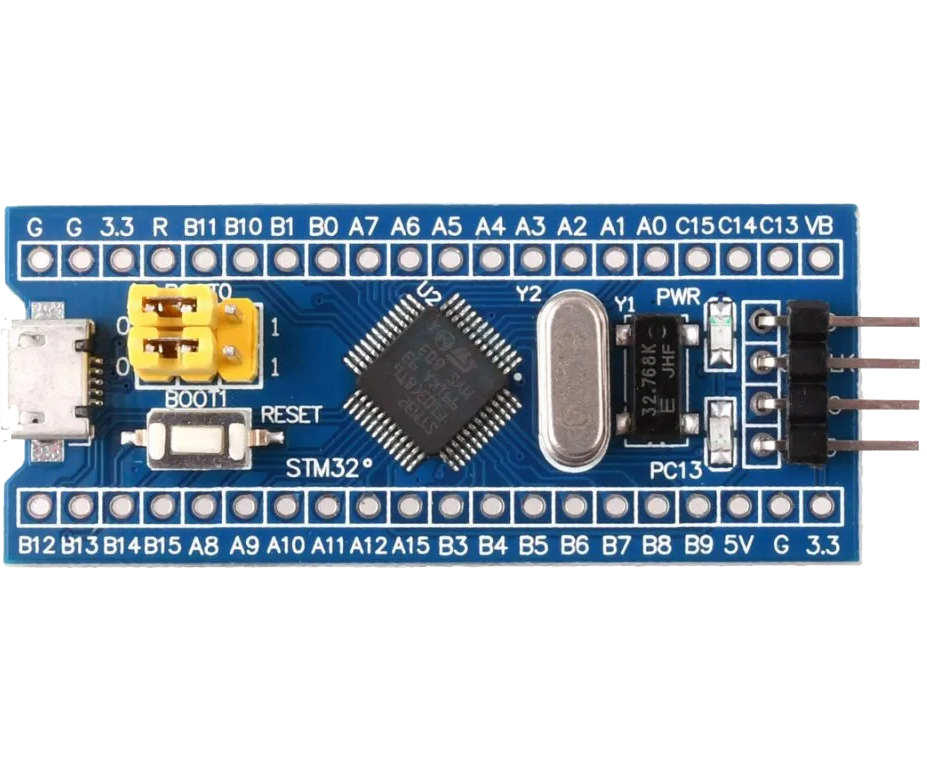 G G 3.3 R B11 B10 B1 B0 A7 A6 A5 A4 A3 A2 A1 A0 C15 C14 C13 VB
U2 Y2 Y1 PWR
0 1
0 1
32.768K
JHF
E
BOOT1
RESET
STM32°
PC13
B12 B13 B14 B15 A8 A9 A10 A11 A12 A15 B3 B4 B5 B6 B7 B8 B9 5V G 3.3